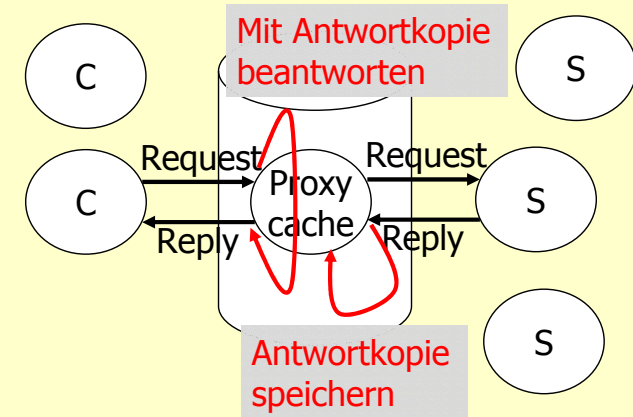 Mit Antwortkopie
beantworten
C
S
Request
Request
C
Proxy
cache
S
Reply
Reply
S
Antwortkopie
speichern